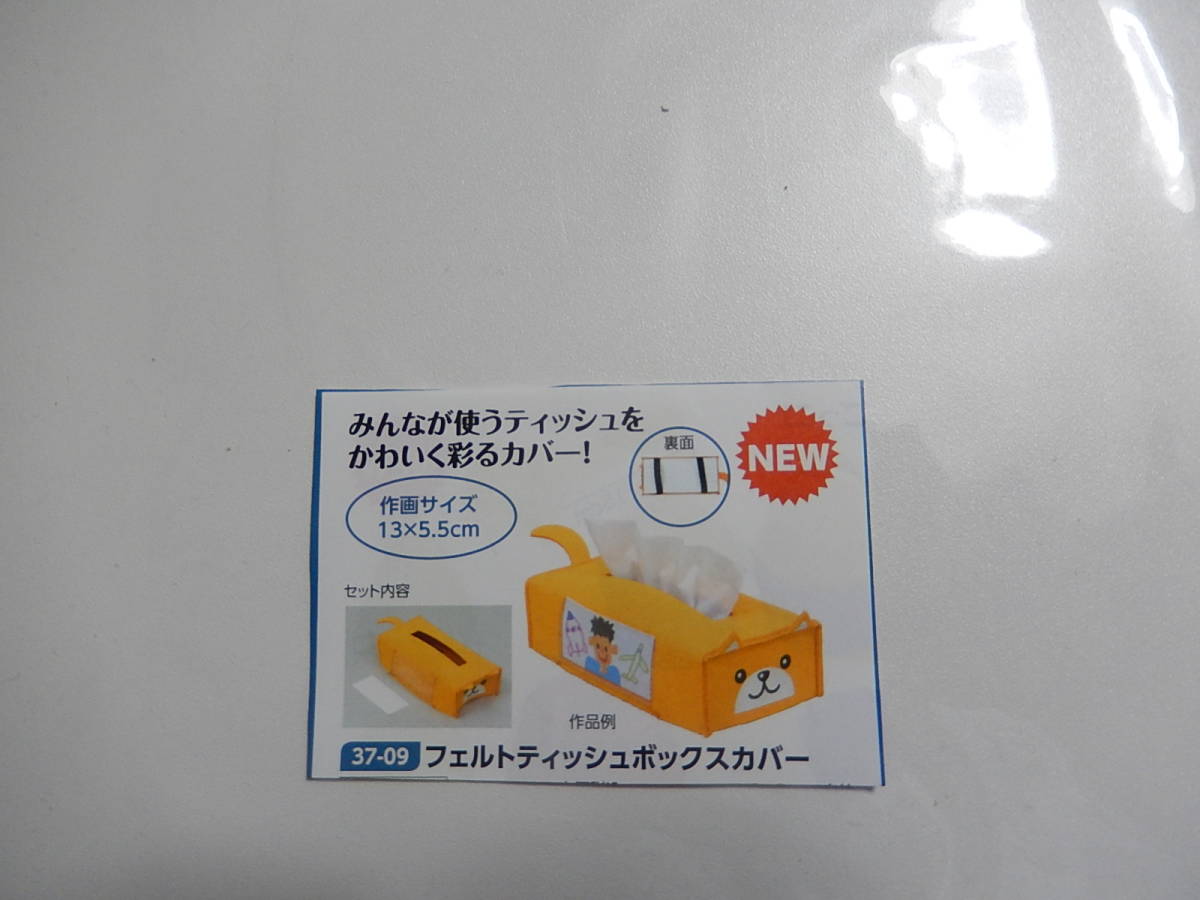 みんなが使うティッシュを
かわいく彩るカバー!
裏面
NEW
作画サイズ
13×5.5cm
セット内容
作品例
37-09 フェルトティッシュボックスカバー